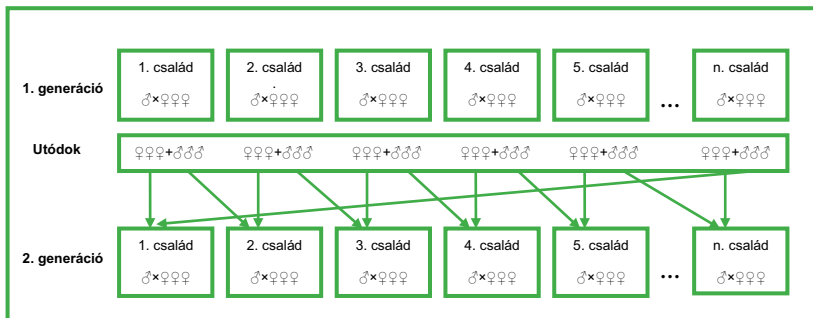 1. család 2. család 3. család 4. család 5. család n. család
.
1. generáció
♂×♀♀♀ ♂×♀♀♀ ♂×♀♀♀ ♂×♀♀♀ ♂×♀♀♀ ... ♂×♀♀♀
Utódok ♀♀♀+♂♂♂ ♀♀♀+♂♂♂ ♀♀♀+♂♂♂ ♀♀♀+♂♂♂ ♀♀♀+♂♂♂ ♀♀♀+♂♂♂
1. család 2. család 3. család 4. család 5. család n. család
2. generáció
♂×♀♀♀ ♂×♀♀♀ ♂×♀♀♀ ♂×♀♀♀ ♂×♀♀♀ ... ♂×♀♀♀